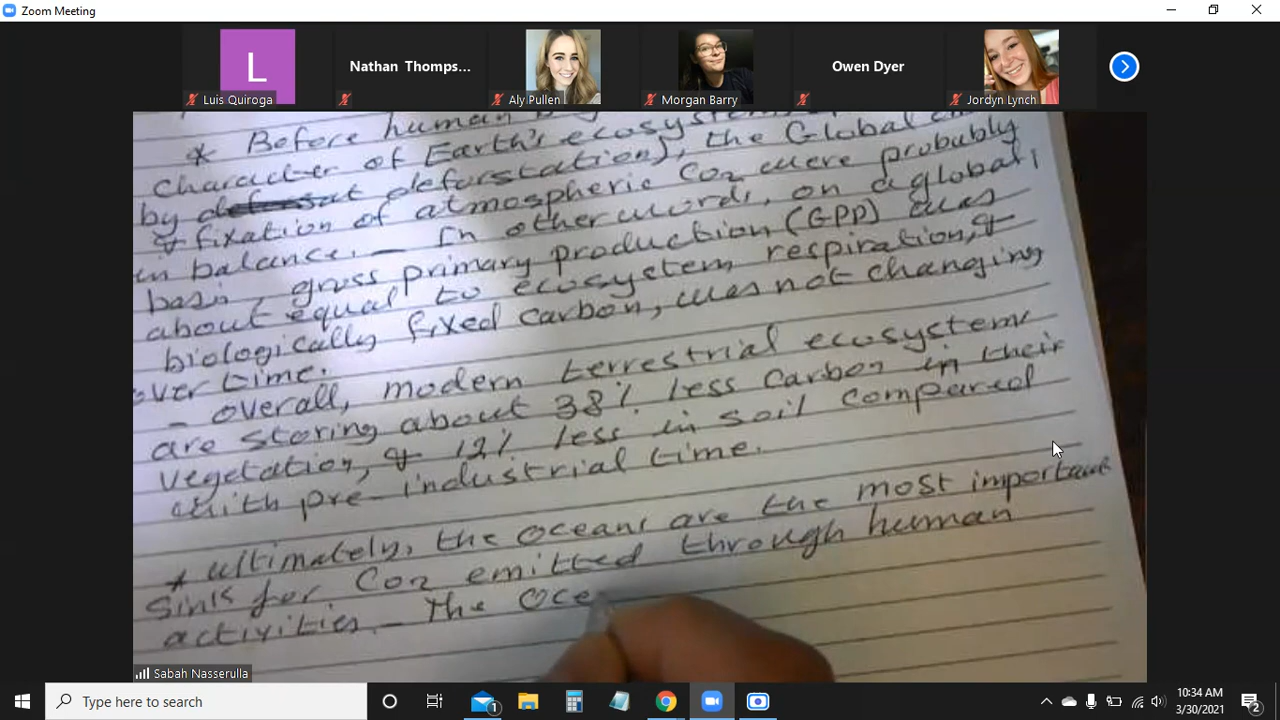 Zoom Meeting
L
Luis Quiroga
Nathan Thomps...
Aly Pullen
Morgan Barry
Owen Dyer
Jordyn Lynch
* Before human
character of Earth's ecosystems
by deforstation), the Global
& fixation of atmospheric CO2 were probably
in balance. — In other words, on a global
basis, gross primary production (GPP) was
about equal to ecosystem respiration, &
biologically fixed carbon, was not changing
over time.
- overall, modern terrestrial ecosystems
are storing about 38% less carbon in their
vegetation, & 12% less in soil compared
with pre-industrial time.
* ultimately, the oceans are the most important
sinks for CO2 emitted through human
activities. - The Oce
Sabah Nasserulla
Type here to search
1
10:34 AM
3/30/2021
2